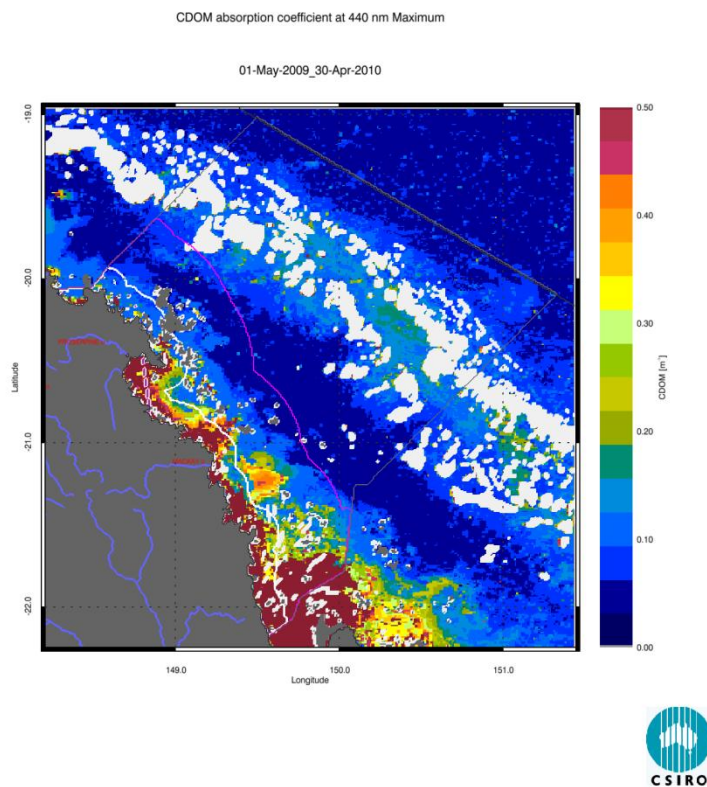 CDOM absorption coefficient at 440 nm Maximum
01-May-2009_30-Apr-2010
-19.0
-20.0
-21.0
-22.0
Latitude
149.0
150.0
151.0
Longitude
0.50
0.40
0.30
0.20
0.10
0.00
CDOM [m⁻]
CSIRO